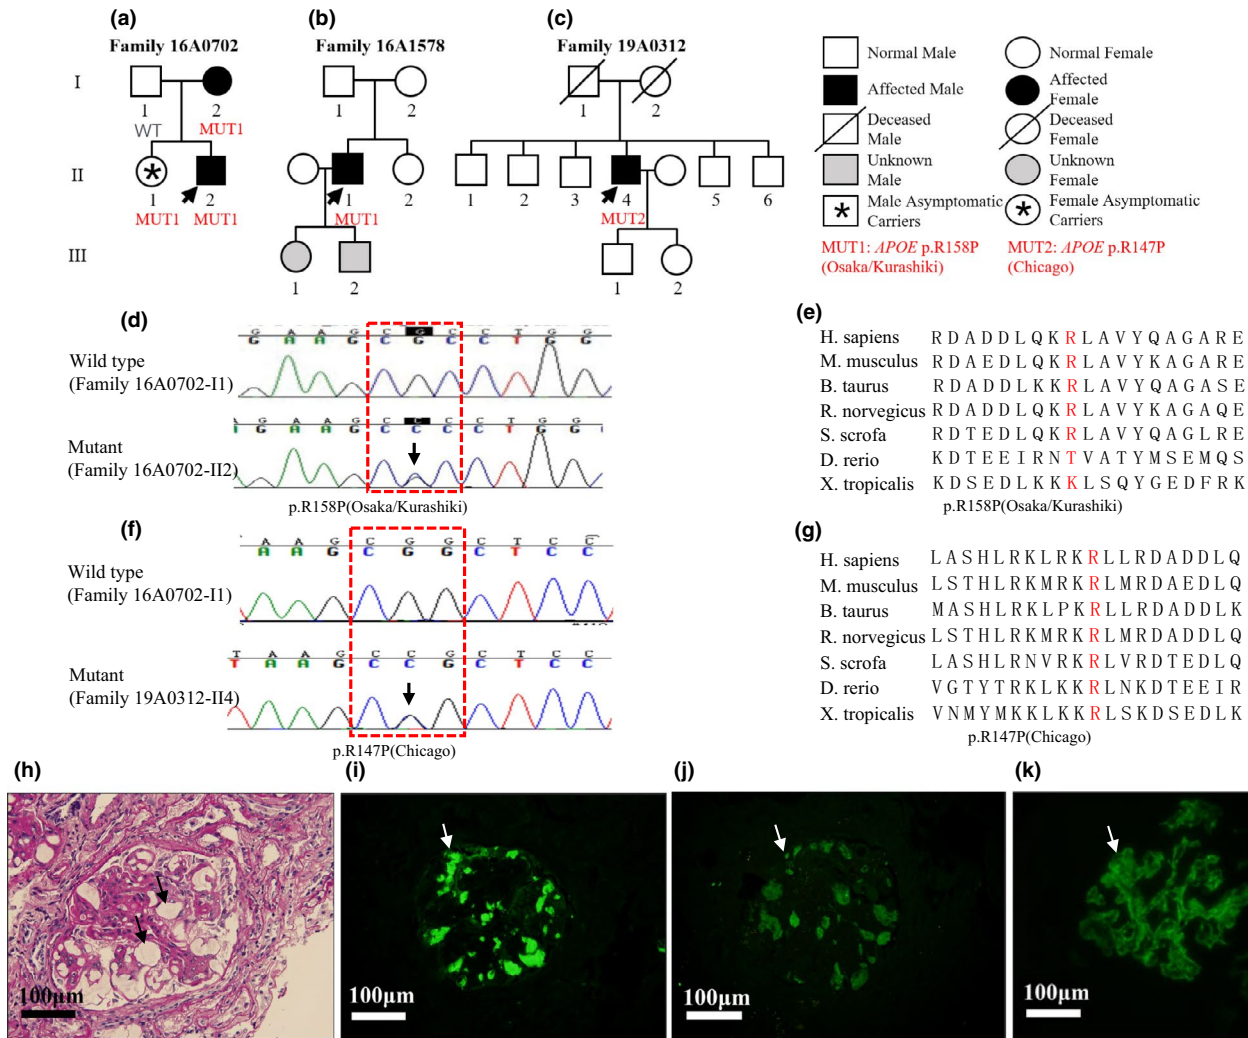 (a)
(b)
(c)
Family 16A0702
Family 16A1578
Family 19A0312
I
II
III
1
2
WT
MUT1
1
2
MUT1
MUT1
1
2
1
2
MUT1
1
2
1
2
1
2
3
4
5
6
MUT2
1
2
Normal Male
Normal Female
Affected Male
Affected
Female
Deceased
Male
Deceased
Female
Unknown
Male
Unknown
Female
* Male Asymptomatic
Carriers
* Female Asymptomatic
Carriers
MUT1: APOE p.R158P
(Osaka/Kurashiki)
MUT2: APOE p.R147P
(Chicago)
(d)
G A A G C G C C T G G
G A A G C G C C T G G
Wild type
(Family 16A0702-I1)
G A A G C C C C T G G
G A A G C C C C T G G
Mutant
(Family 16A0702-II2)
p.R158P(Osaka/Kurashiki)
(e)
H. sapiens R D A D D L Q K R L A V Y Q A G A R E
M. musculus R D A E D L Q K R L A V Y K A G A R E
B. taurus R D A D D L K K R L A V Y Q A G A S E
R. norvegicus R D A D D L Q K R L A V Y K A G A Q E
S. scrofa R D T E D L Q K R L A V Y Q A G L R E
D. rerio K D T E E I R N T V A T Y M S E M Q S
X. tropicalis K D S E D L K K K L S Q Y G E D F R K
p.R158P(Osaka/Kurashiki)
(f)
A A G C G G C T C C
A A G C G G C T C C
Wild type
(Family 16A0702-I1)
T A A G C C G C T C C
T A A G C C G C T C C
Mutant
(Family 19A0312-II4)
p.R147P(Chicago)
(g)
H. sapiens L A S H L R K L R K R L L R D A D D L Q
M. musculus L S T H L R K M R K R L M R D A E D L Q
B. taurus M A S H L R K L P K R L L R D A D D L K
R. norvegicus L S T H L R K M R K R L M R D A D D L Q
S. scrofa L A S H L R N V R K R L V R D T E D L Q
D. rerio V G T Y T R K L K K R L N K D T E E I R
X. tropicalis V N M Y M K K L K K R L S K D S E D L K
p.R147P(Chicago)
(h)
(i)
(j)
(k)
100μm
100μm
100μm
100μm